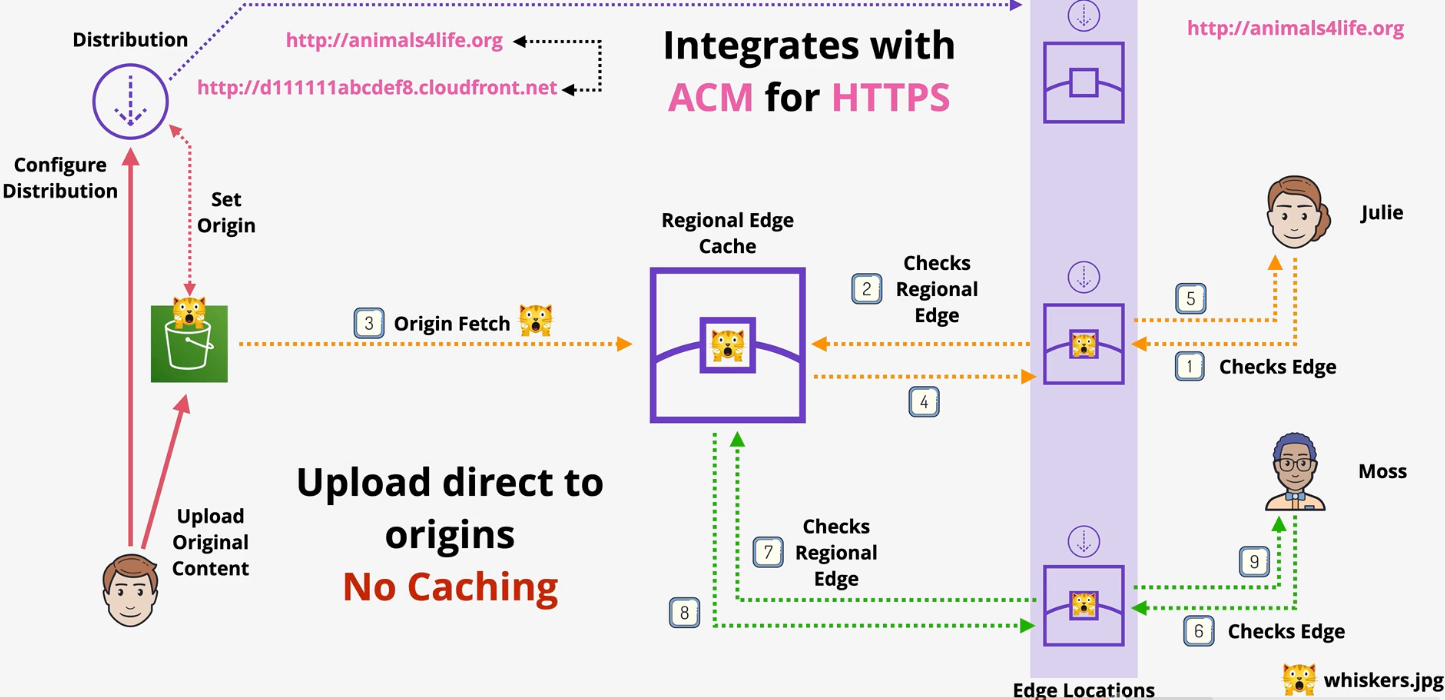 Distribution
http://animals4life.org
http://d111111abcdef8.cloudfront.net
Integrates with
ACM for HTTPS
http://animals4life.org
Configure
Distribution
Set
Origin
Regional Edge
Cache
2
Checks
Regional
Edge
Julie
5
3
Origin Fetch
1
Checks Edge
4
Upload direct to
origins
No Caching
Moss
Upload
Original
Content
7
Checks
Regional
Edge
9
8
6
Checks Edge
whiskers.jpg
Edge Locations